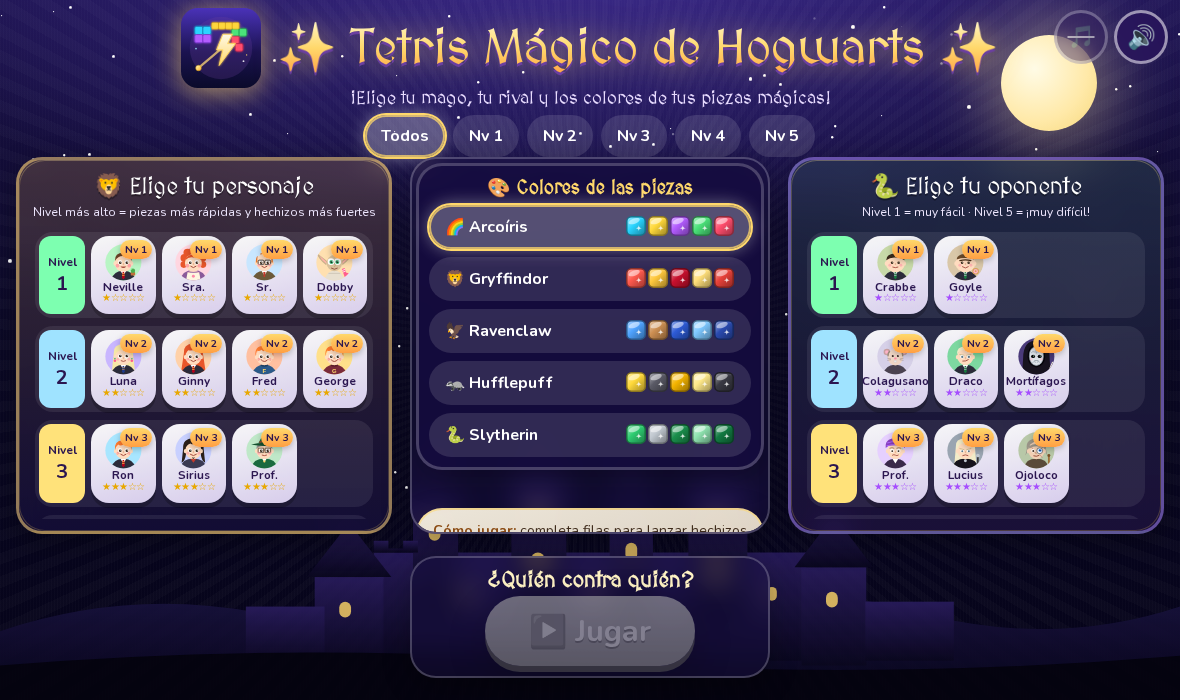 ✨ Tetris Mágico de Hogwarts ✨
¡Elige tu mago, tu rival y los colores de tus piezas mágicas!
Todos Nv 1 Nv 2 Nv 3 Nv 4 Nv 5
🦁 Elige tu personaje
Nivel más alto = piezas más rápidas y hechizos más fuertes
Nivel 1
Nv 1 Nv 1 Nv 1 Nv 1
Neville Sra. Sr. Dobby
★☆☆☆☆ ★☆☆☆☆ ★☆☆☆☆ ★☆☆☆☆
Nivel 2
Nv 2 Nv 2 Nv 2 Nv 2
Luna Ginny Fred George
★★☆☆☆ ★★☆☆☆ ★★☆☆☆ ★★☆☆☆
Nivel 3
Nv 3 Nv 3 Nv 3
Ron Sirius Prof.
★★★☆☆ ★★★☆☆ ★★★☆☆
🎨 Colores de las piezas
🌈 Arcoíris
🦁 Gryffindor
🦅 Ravenclaw
🦡 Hufflepuff
🐍 Slytherin
Cómo jugar: completa filas para lanzar hechizos
🐍 Elige tu oponente
Nivel 1 = muy fácil · Nivel 5 = ¡muy difícil!
Nivel 1
Nv 1 Nv 1
Crabbe Goyle
★☆☆☆☆ ★☆☆☆☆
Nivel 2
Nv 2 Nv 2 Nv 2
Colagusano Draco Mortífagos
★★☆☆☆ ★★☆☆☆ ★★☆☆☆
Nivel 3
Nv 3 Nv 3 Nv 3
Prof. Lucius Ojoloco
★★★☆☆ ★★★☆☆ ★★★☆☆
¿Quién contra quién?
▶️ Jugar